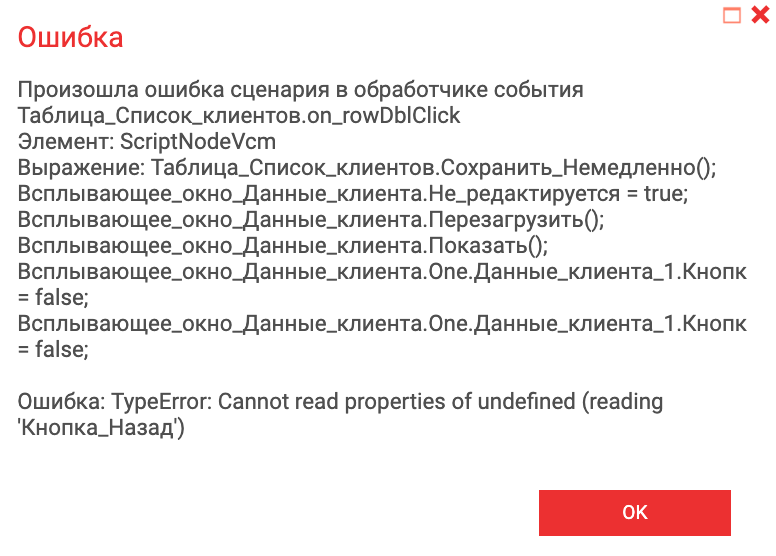 Ошибка
Произошла ошибка сценария в обработчике события
Таблица_Список_клиентов.on_rowDblClick
Элемент: ScriptNodeVcm
Выражение: Таблица_Список_клиентов.Сохранить_Немедленно();
Всплывающее_окно_Данные_клиента.Не_редактируется = true;
Всплывающее_окно_Данные_клиента.Перезагрузить();
Всплывающее_окно_Данные_клиента.Показать();
Всплывающее_окно_Данные_клиента.One.Данные_клиента_1.Кнопк
= false;
Всплывающее_окно_Данные_клиента.One.Данные_клиента_1.Кнопк
= false;
Ошибка: TypeError: Cannot read properties of undefined (reading
'Кнопка_Назад')
OK